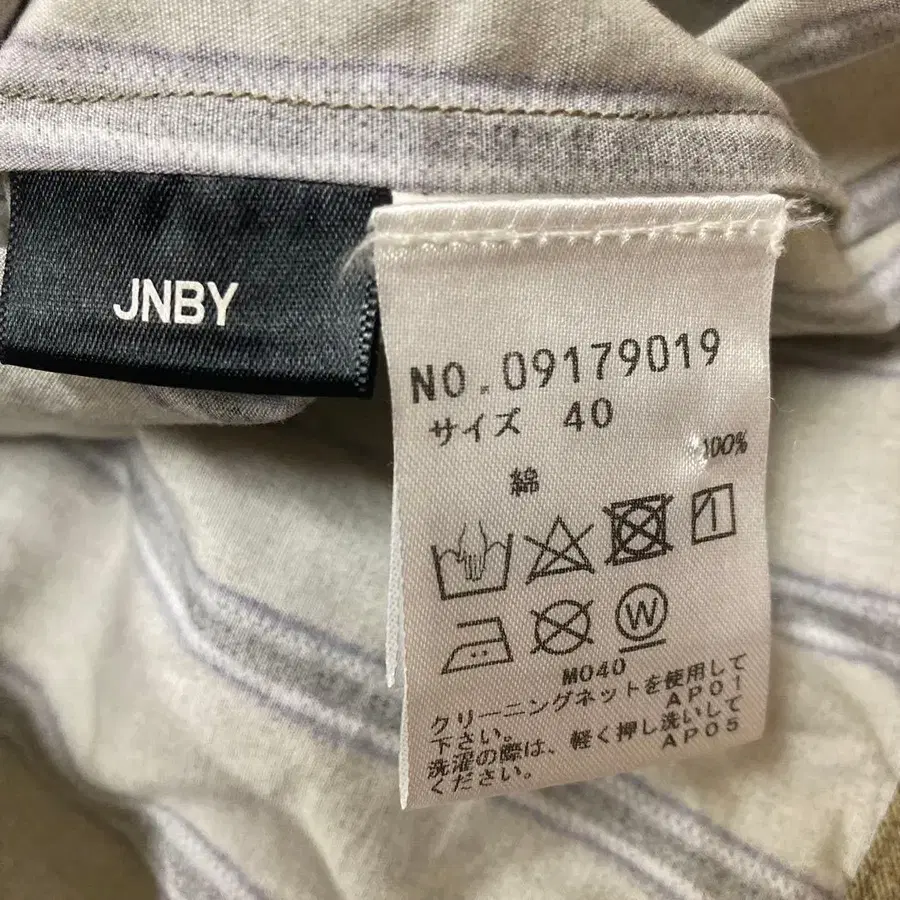 JNBY
NO.09179019
サイズ 40
100%
綿
W
M040
クリーニングネットを使用して
下さい。 AP01
洗濯の際は、軽く押し洗いして
ください。 AP05